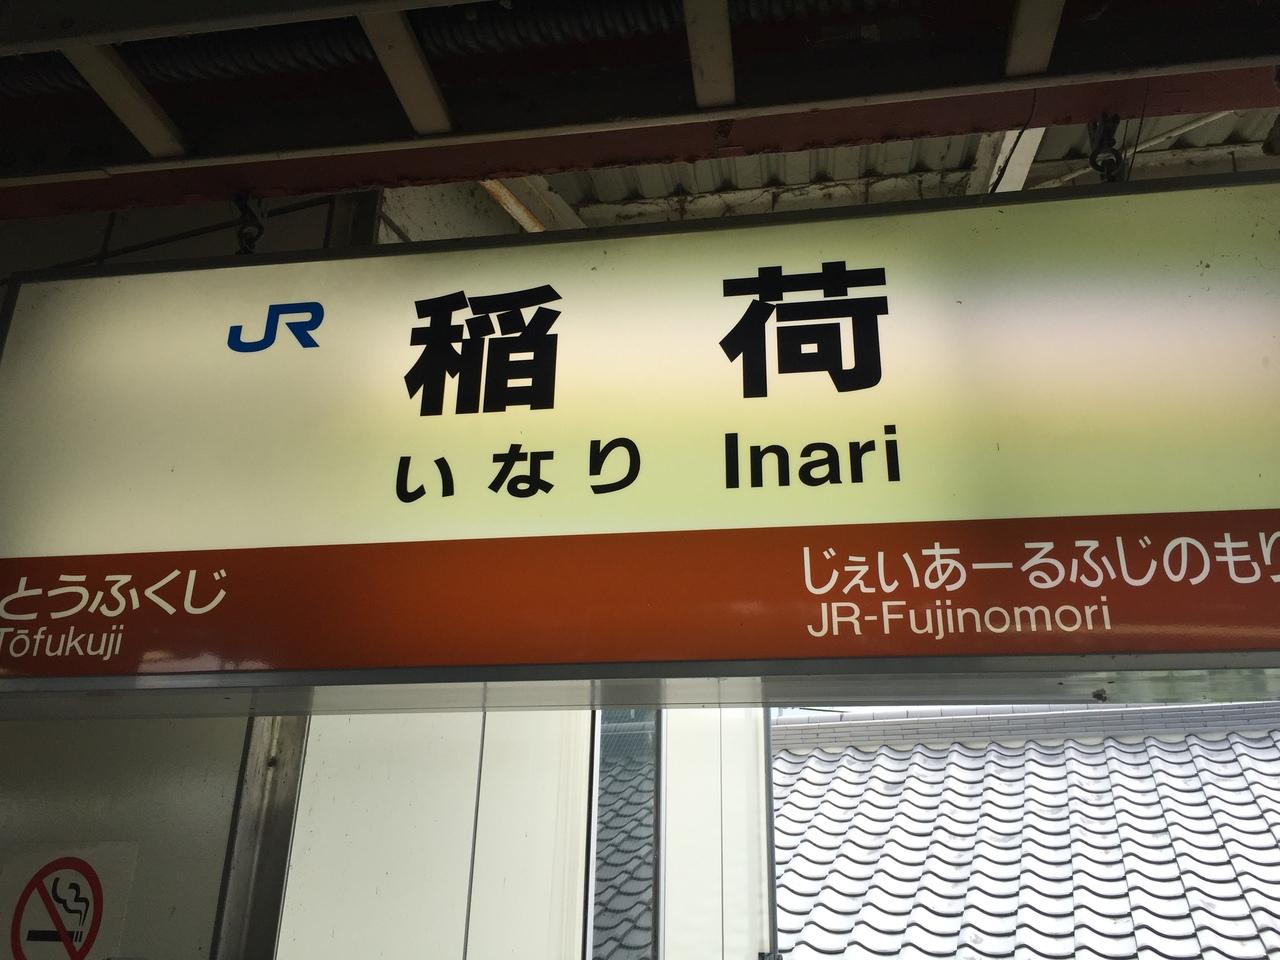 JR 稲荷
いなり Inari
とうふくじ
Tōfukuji
じぇいあーるふじのもり
JR-Fujinomori